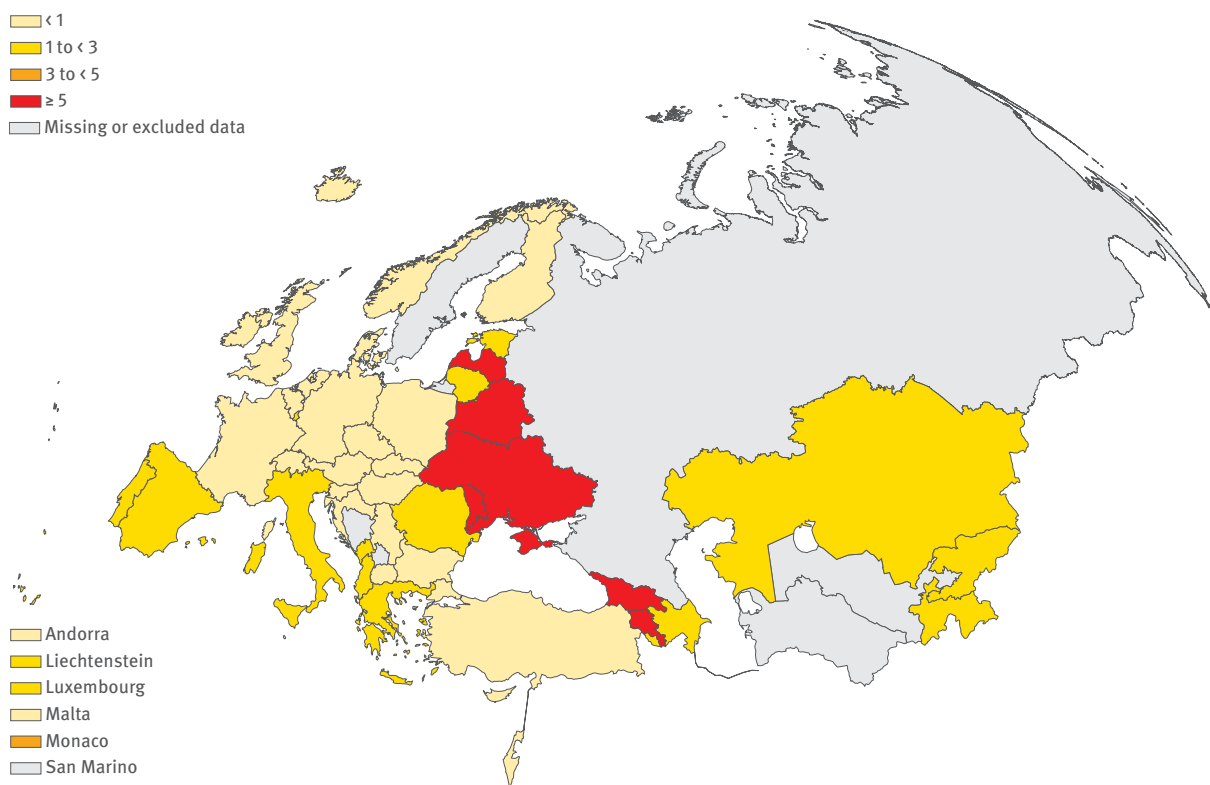 < 1
1 to < 3
3 to < 5
≥ 5
Missing or excluded data
Andorra
Liechtenstein
Luxembourg
Malta
Monaco
San Marino